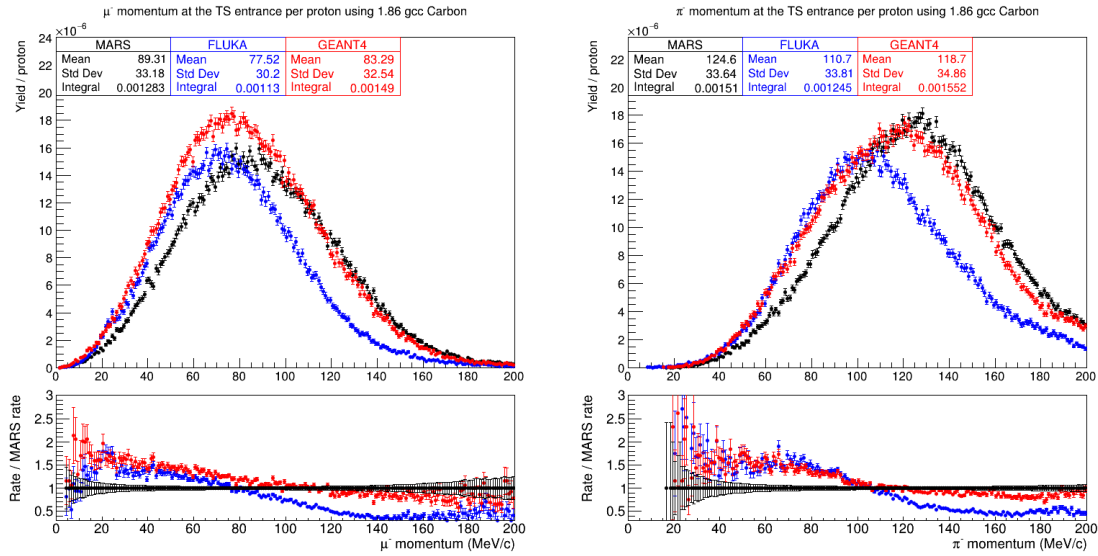 μ⁻ momentum at the TS entrance per proton using 1.86 gcc Carbon
×10⁻⁶
Yield / proton
24
22
20
18
16
14
12
10
8
6
4
2
0
MARS FLUKA GEANT4
Mean 89.31 Mean 77.52 Mean 83.29
Std Dev 33.18 Std Dev 30.2 Std Dev 32.54
Integral 0.001283 Integral 0.00113 Integral 0.00149
0 20 40 60 80 100 120 140 160 180 200
Rate / MARS rate
3
2.5
2
1.5
1
0.5
0 20 40 60 80 100 120 140 160 180 200
μ⁻ momentum (MeV/c)
π⁻ momentum at the TS entrance per proton using 1.86 gcc Carbon
×10⁻⁶
Yield / proton
22
20
18
16
14
12
10
8
6
4
2
0
MARS FLUKA GEANT4
Mean 124.6 Mean 110.7 Mean 118.7
Std Dev 33.64 Std Dev 33.81 Std Dev 34.86
Integral 0.00151 Integral 0.001245 Integral 0.001552
0 20 40 60 80 100 120 140 160 180 200
Rate / MARS rate
3
2.5
2
1.5
1
0.5
0 20 40 60 80 100 120 140 160 180 200
π⁻ momentum (MeV/c)